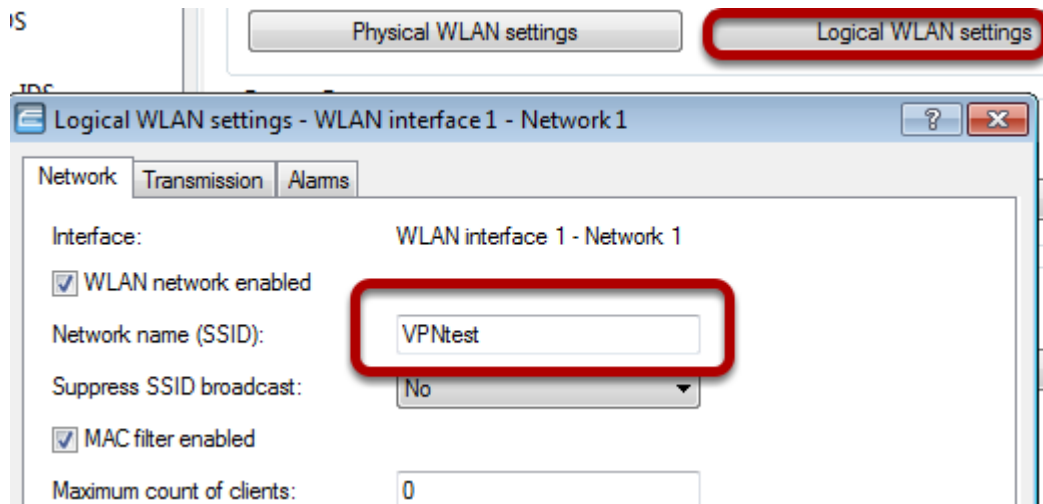 Physical WLAN settings
Logical WLAN settings
Logical WLAN settings - WLAN interface 1 - Network 1
Network Transmission Alarms
Interface: WLAN interface 1 - Network 1
WLAN network enabled
Network name (SSID): VPNtest
Suppress SSID broadcast: No
MAC filter enabled
Maximum count of clients: 0